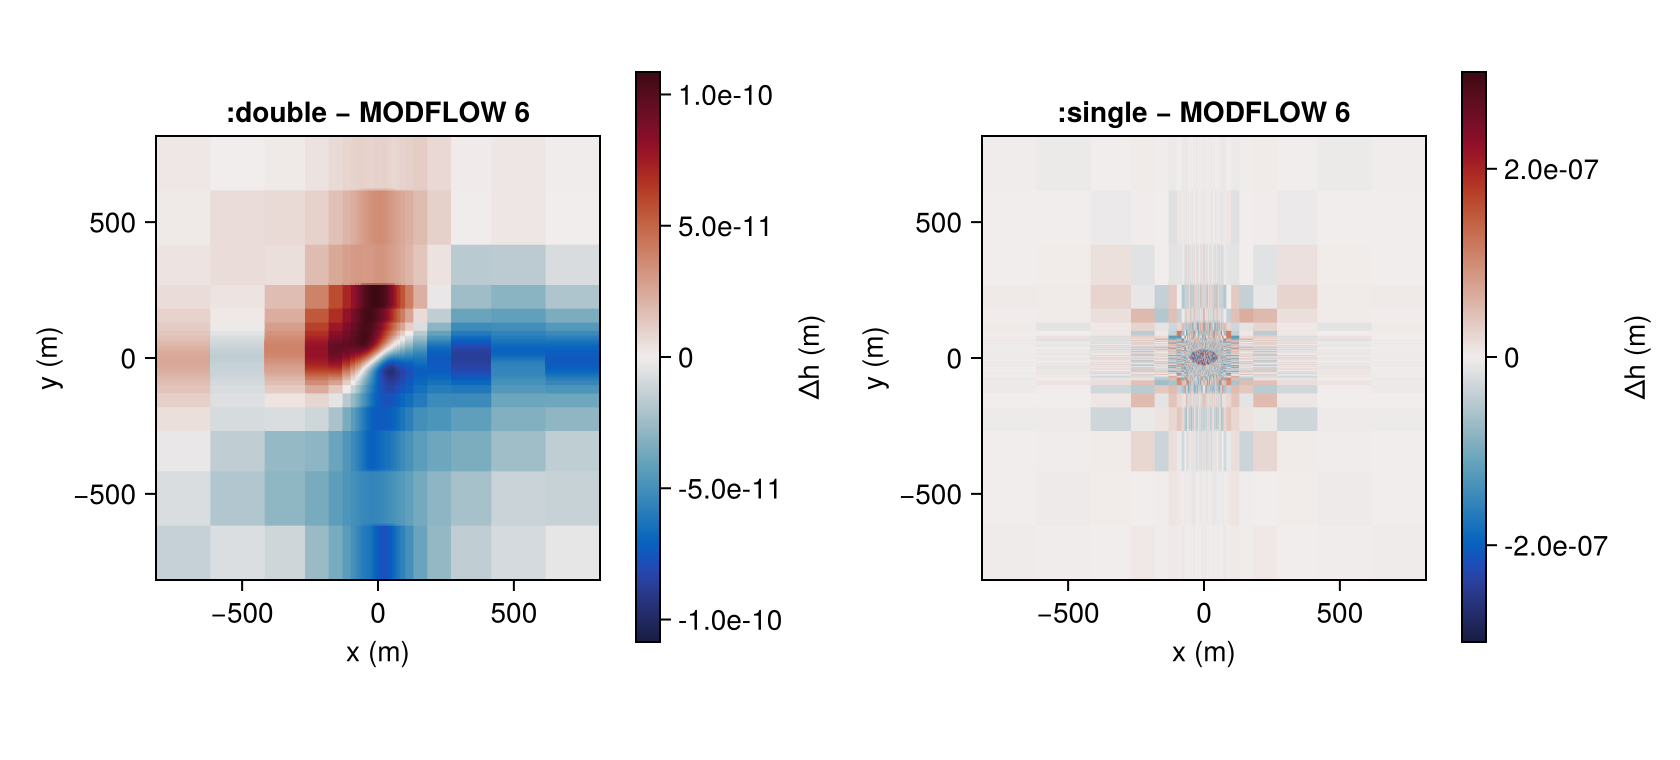 :double – MODFLOW 6
y (m)
500
0
−500
−500
0
500
x (m)
1.0e-10
5.0e-11
0
-5.0e-11
-1.0e-10
Δh (m)
:single – MODFLOW 6
y (m)
500
0
−500
−500
0
500
x (m)
2.0e-07
0
-2.0e-07
Δh (m)